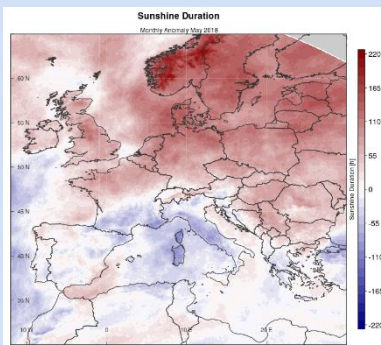 Sunshine Duration
Monthly Anomaly May 2018
60 N
55 N
50 N
45 N
40 N
35 N
10 W
0
10 E
20 E
220
165
110
55
0
-55
-110
-165
-220
Sunshine Duration [h]